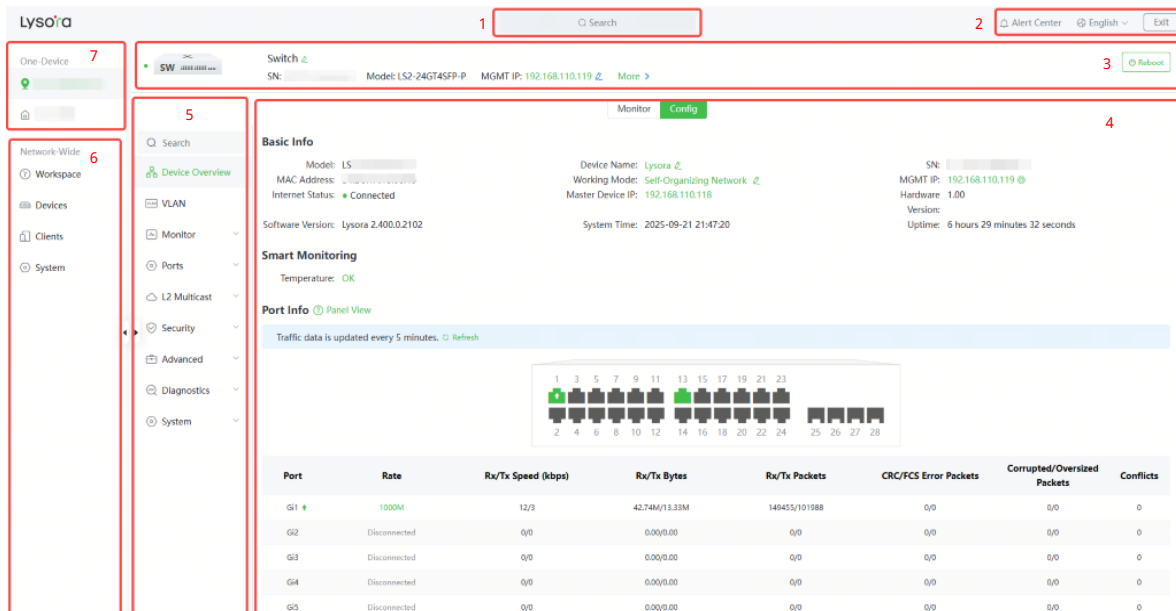 Lysora
1
Search
2
Alert Center
English
Exit
One-Device
7
SW
Switch
SN:
Model: LS2-24GT4SFP-P
MGMT IP: 192.168.110.119
More
3
Reboot
Network-Wide
6
Workspace
Devices
Clients
System
5
Search
Device Overview
VLAN
Monitor
Ports
L2 Multicast
Security
Advanced
Diagnostics
System
Monitor
Config
4
Basic Info
Model: LS
Device Name: Lysora
SN:
MAC Address:
Working Mode: Self-Organizing Network
MGMT IP: 192.168.110.119
Internet Status: Connected
Master Device IP: 192.168.110.118
Hardware Version: 1.00
Software Version: Lysora 2.400.0.2102
System Time: 2025-09-21 21:47:20
Uptime: 6 hours 29 minutes 32 seconds
Smart Monitoring
Temperature: OK
Port Info Panel View
Traffic data is updated every 5 minutes. Refresh
1 3 5 7 9 11 13 15 17 19 21 23
2 4 6 8 10 12 14 16 18 20 22 24 25 26 27 28
Port Rate Rx/Tx Speed (kbps) Rx/Tx Bytes Rx/Tx Packets CRC/FCS Error Packets Corrupted/Oversized Packets Conflicts
Gi1 1000M 12/3 42.74M/13.33M 149455/101988 0/0 0/0 0
Gi2 Disconnected 0/0 0.00/0.00 0/0 0/0 0/0 0
Gi3 Disconnected 0/0 0.00/0.00 0/0 0/0 0/0 0
Gi4 Disconnected 0/0 0.00/0.00 0/0 0/0 0/0 0
Gi5 Disconnected 0/0 0.00/0.00 0/0 0/0 0/0 0